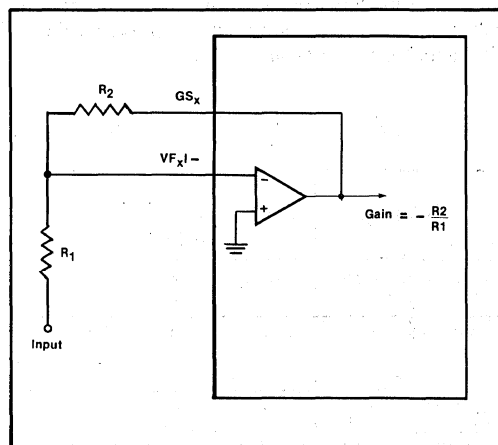 R2
GSx
VFxI –
–
+
Gain = - R2/R1
R1
Input